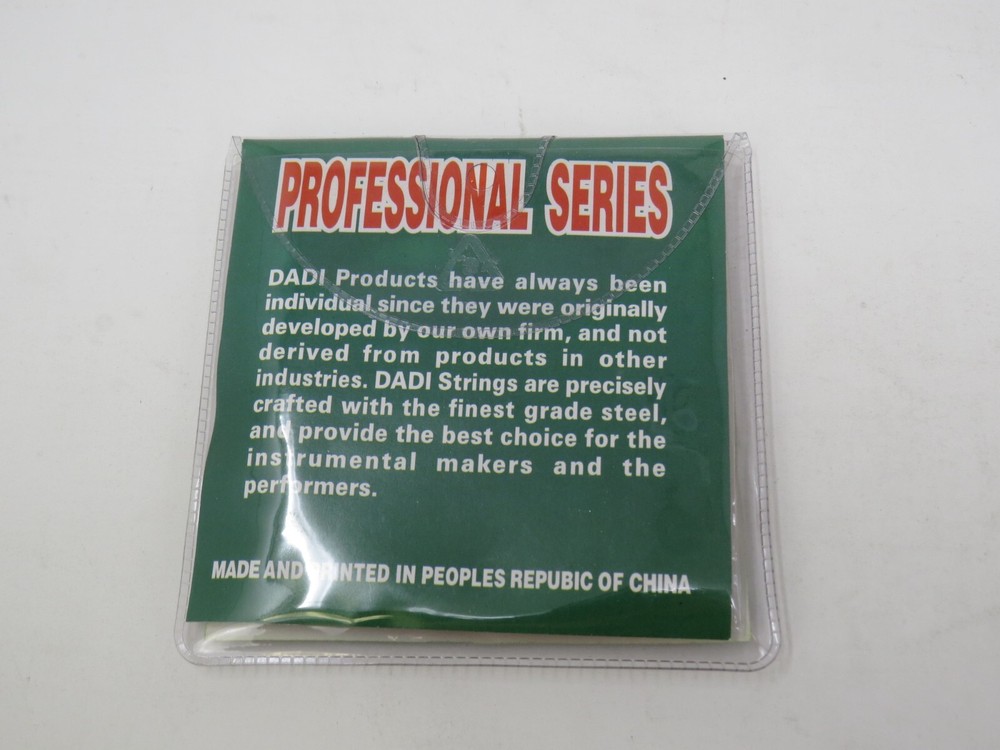 PROFESSIONAL SERIES
DADI Products have always been
individual since they were originally
developed by our own firm, and not
derived from products in other
industries. DADI Strings are precisely
crafted with the finest grade steel,
and provide the best choice for the
instrumental makers and the
performers.
MADE AND PRINTED IN PEOPLES REPUBIC OF CHINA